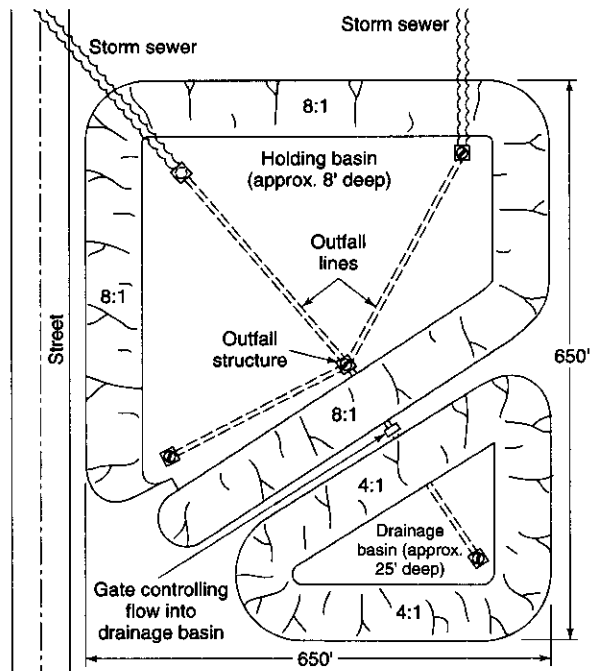 Storm sewer
Storm sewer
8:1
Holding basin
(approx. 8' deep)
Outfall
lines
8:1
Street
Outfall
structure
650'
8:1
4:1
Drainage
basin (approx.
25' deep)
Gate controlling
flow into
drainage basin
4:1
650'